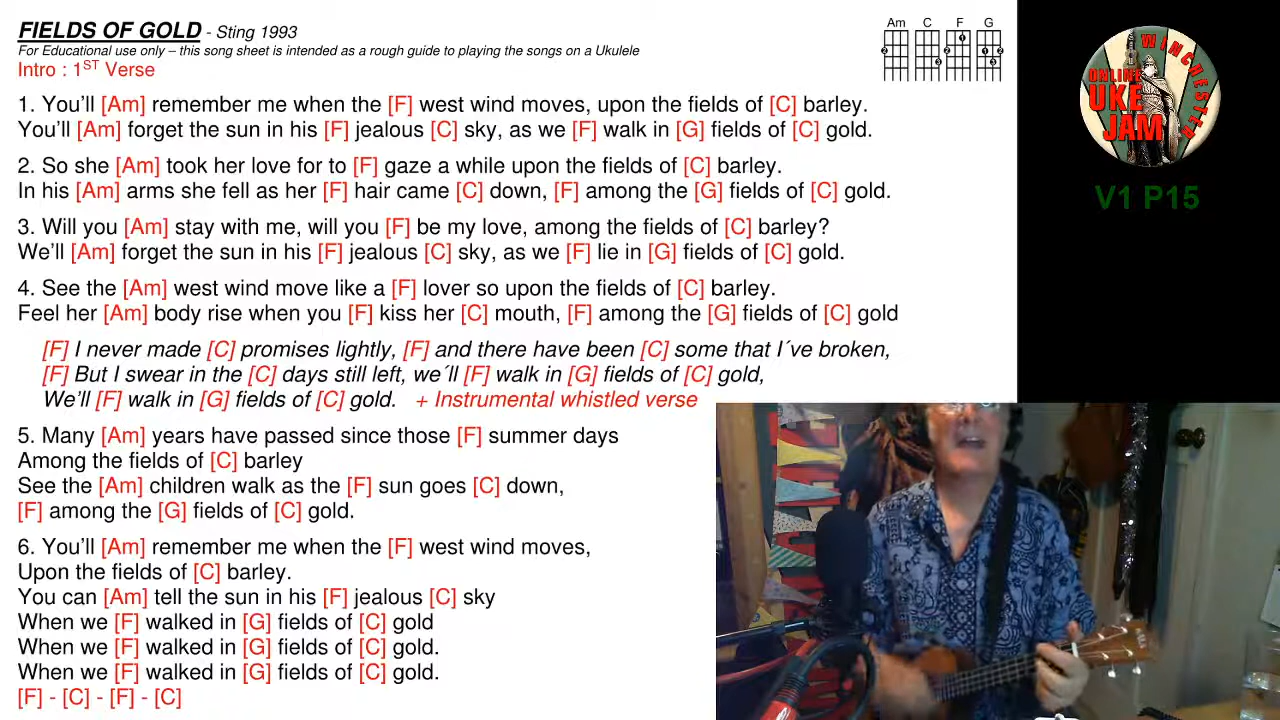 FIELDS OF GOLD - Sting 1993
For Educational use only – this song sheet is intended as a rough guide to playing the songs on a Ukulele
Intro : 1ST Verse
Am C F G
1. You'll [Am] remember me when the [F] west wind moves, upon the fields of [C] barley.
You'll [Am] forget the sun in his [F] jealous [C] sky, as we [F] walk in [G] fields of [C] gold.
2. So she [Am] took her love for to [F] gaze a while upon the fields of [C] barley.
In his [Am] arms she fell as her [F] hair came [C] down, [F] among the [G] fields of [C] gold.
3. Will you [Am] stay with me, will you [F] be my love, among the fields of [C] barley?
We'll [Am] forget the sun in his [F] jealous [C] sky, as we [F] lie in [G] fields of [C] gold.
4. See the [Am] west wind move like a [F] lover so upon the fields of [C] barley.
Feel her [Am] body rise when you [F] kiss her [C] mouth, [F] among the [G] fields of [C] gold
[F] I never made [C] promises lightly, [F] and there have been [C] some that I´ve broken,
[F] But I swear in the [C] days still left, we´ll [F] walk in [G] fields of [C] gold,
We'll [F] walk in [G] fields of [C] gold. + Instrumental whistled verse
5. Many [Am] years have passed since those [F] summer days
Among the fields of [C] barley
See the [Am] children walk as the [F] sun goes [C] down,
[F] among the [G] fields of [C] gold.
6. You'll [Am] remember me when the [F] west wind moves,
Upon the fields of [C] barley.
You can [Am] tell the sun in his [F] jealous [C] sky
When we [F] walked in [G] fields of [C] gold
When we [F] walked in [G] fields of [C] gold.
When we [F] walked in [G] fields of [C] gold.
[F] - [C] - [F] - [C]
WINCHESTER
ONLINE
UKE
JAM
V1 P15